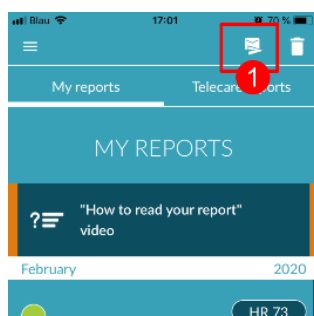 Blau 17:01 70 %
1
My reports Telecare reports
MY REPORTS
?
"How to read your report"
video
February 2020
HR 73